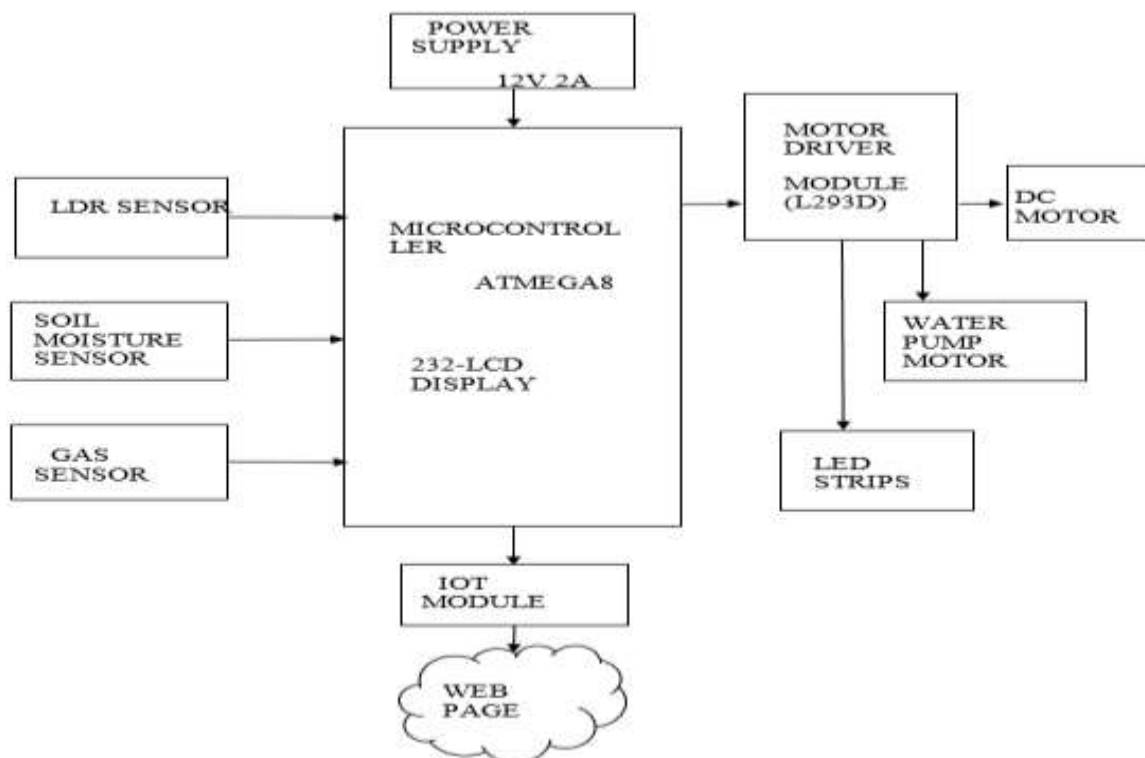 POWER
SUPPLY
12V 2A
MOTOR
DRIVER
MODULE
(L293D)
DC
MOTOR
LDR SENSOR
MICROCONTROL
LLER
ATMEGA8
SOIL
MOISTURE
SENSOR
WATER
PUMP
MOTOR
232-LCD
DISPLAY
GAS
SENSOR
LED
STRIPS
IOT
MODULE
WEB
PAGE